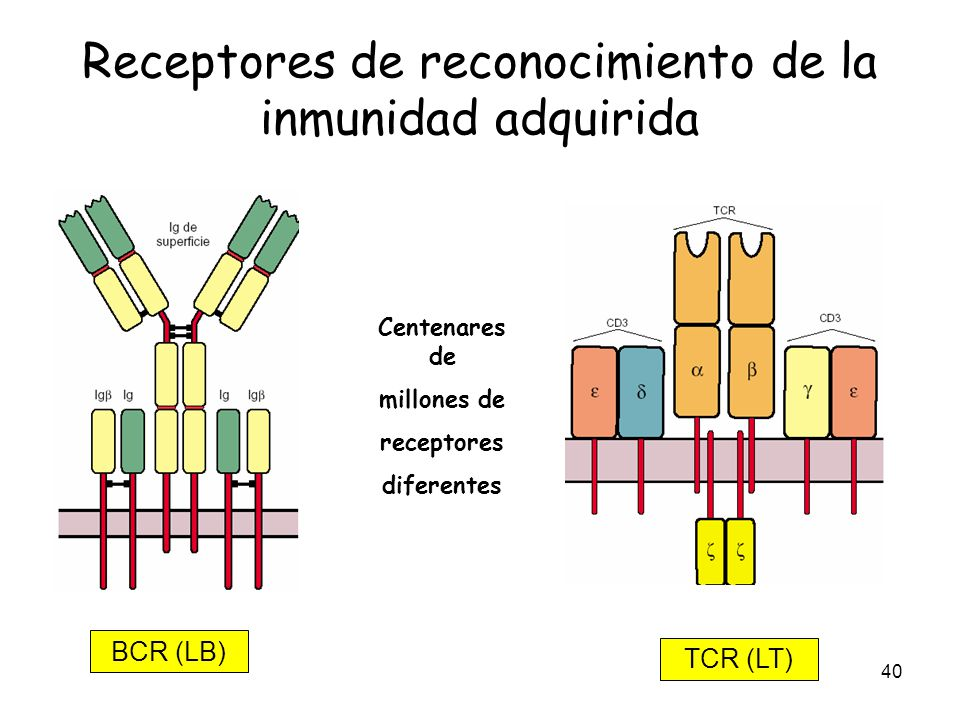 Receptores de reconocimiento de la
inmunidad adquirida
Ig de
superficie
Igβ
Ig
Ig
Igβ
BCR (LB)
Centenares
de
millones de
receptores
diferentes
TCR
CD3
CD3
ε
δ
α
β
γ
ε
ζ
ζ
TCR (LT)
40